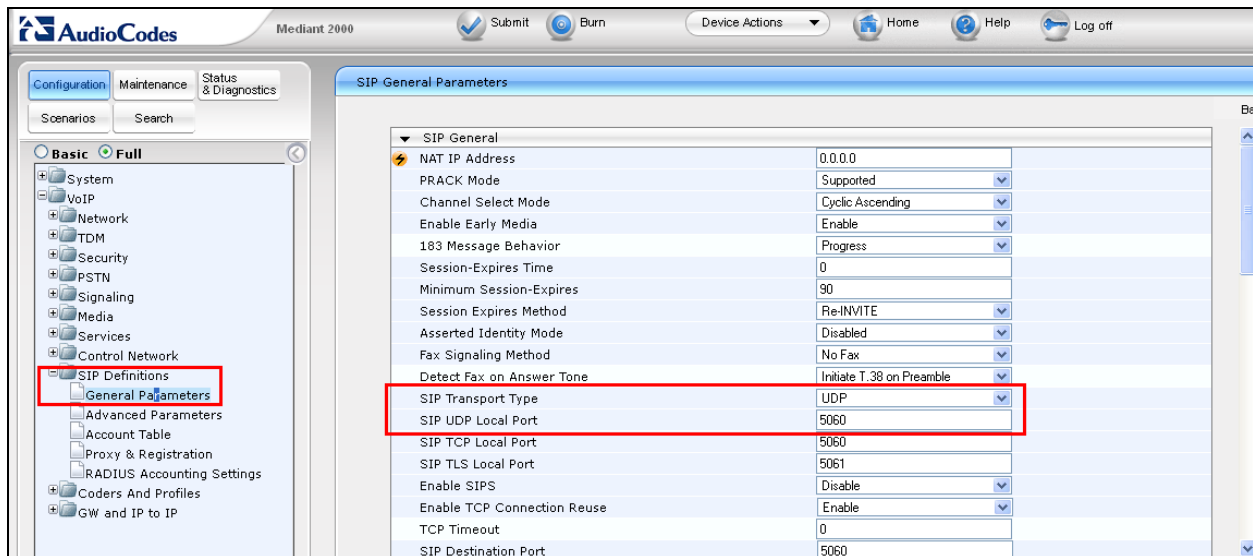 AudioCodes Mediant 2000 Submit Burn Device Actions Home Help Log off
Configuration Maintenance Status & Diagnostics
Scenarios Search
Basic Full
System
VoIP
Network
TDM
Security
PSTN
Signaling
Media
Services
Control Network
SIP Definitions
General Parameters
Advanced Parameters
Account Table
Proxy & Registration
RADIUS Accounting Settings
Coders And Profiles
GW and IP to IP
SIP General Parameters
Ba
SIP General
NAT IP Address 0.0.0.0
PRACK Mode Supported
Channel Select Mode Cyclic Ascending
Enable Early Media Enable
183 Message Behavior Progress
Session-Expires Time 0
Minimum Session-Expires 90
Session Expires Method Re-INVITE
Asserted Identity Mode Disabled
Fax Signaling Method No Fax
Detect Fax on Answer Tone Initiate T.38 on Preamble
SIP Transport Type UDP
SIP UDP Local Port 5060
SIP TCP Local Port 5060
SIP TLS Local Port 5061
Enable SIPS Disable
Enable TCP Connection Reuse Enable
TCP Timeout 0
SIP Destination Port 5060